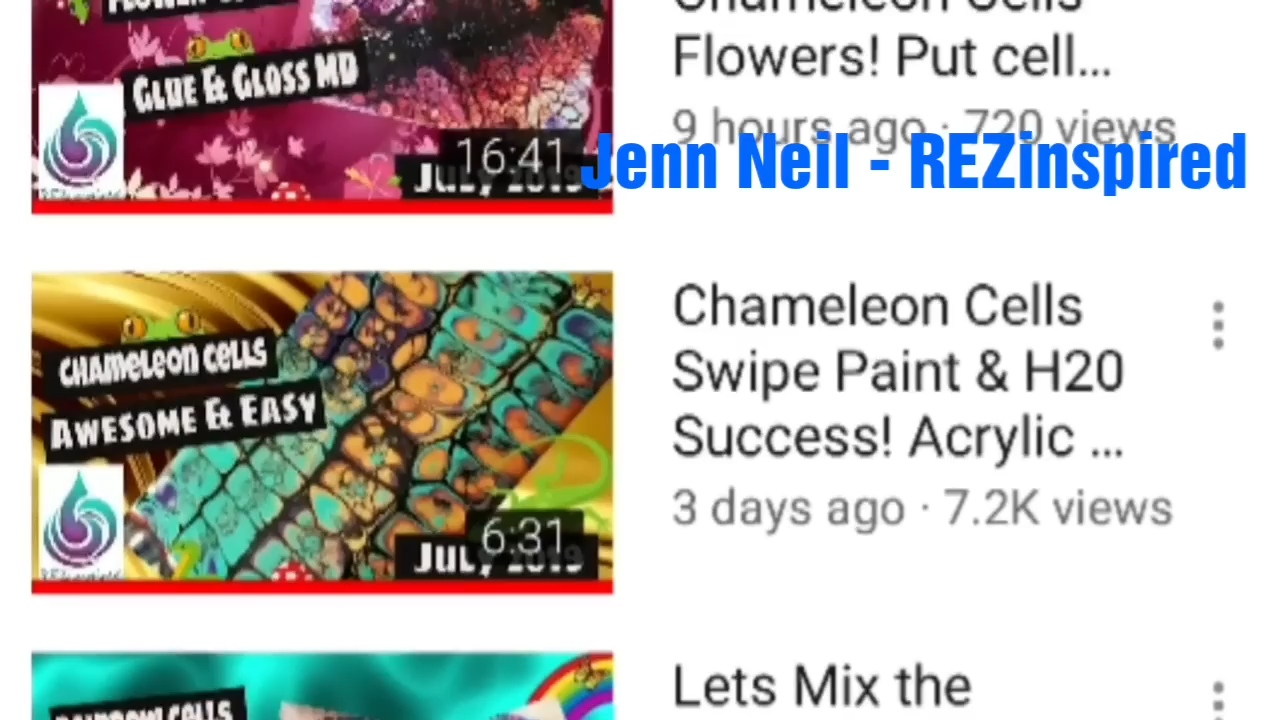 Chameleon Cells
Flowers! Put cell...
9 hours ago · 720 views
GLUE & GLOSS MD
16:41
JULY 2019
Jenn Neil - REZinspired
Chameleon Cells
Swipe Paint & H20
Success! Acrylic ...
3 days ago · 7.2K views
CHAMELEON CELLS
AWESOME & EASY
6:31
JULY 2019
Lets Mix the
RAINBOW CELLS